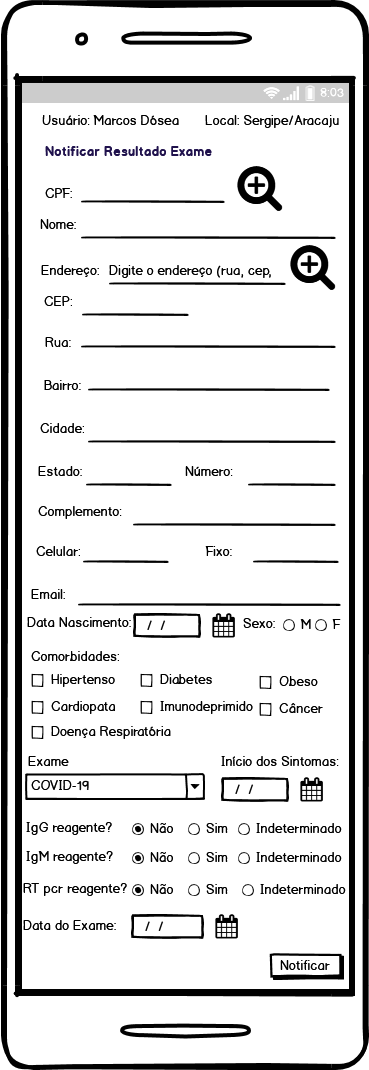 8:03
Usuário: Marcos Dósea Local: Sergipe/Aracaju
Notificar Resultado Exame
CPF:
Nome:
Endereço: Digite o endereço (rua, cep,
CEP:
Rua:
Bairro:
Cidade:
Estado: Número:
Complemento:
Celular: Fixo:
Email:
Data Nascimento: / / Sexo: M F
Comorbidades:
Hipertenso Diabetes Obeso
Cardiopata Imunodeprimido Câncer
Doença Respiratória
Exame Início dos Sintomas:
COVID-19 / /
IgG reagente? Não Sim Indeterminado
IgM reagente? Não Sim Indeterminado
RT pcr reagente? Não Sim Indeterminado
Data do Exame: / /
Notificar